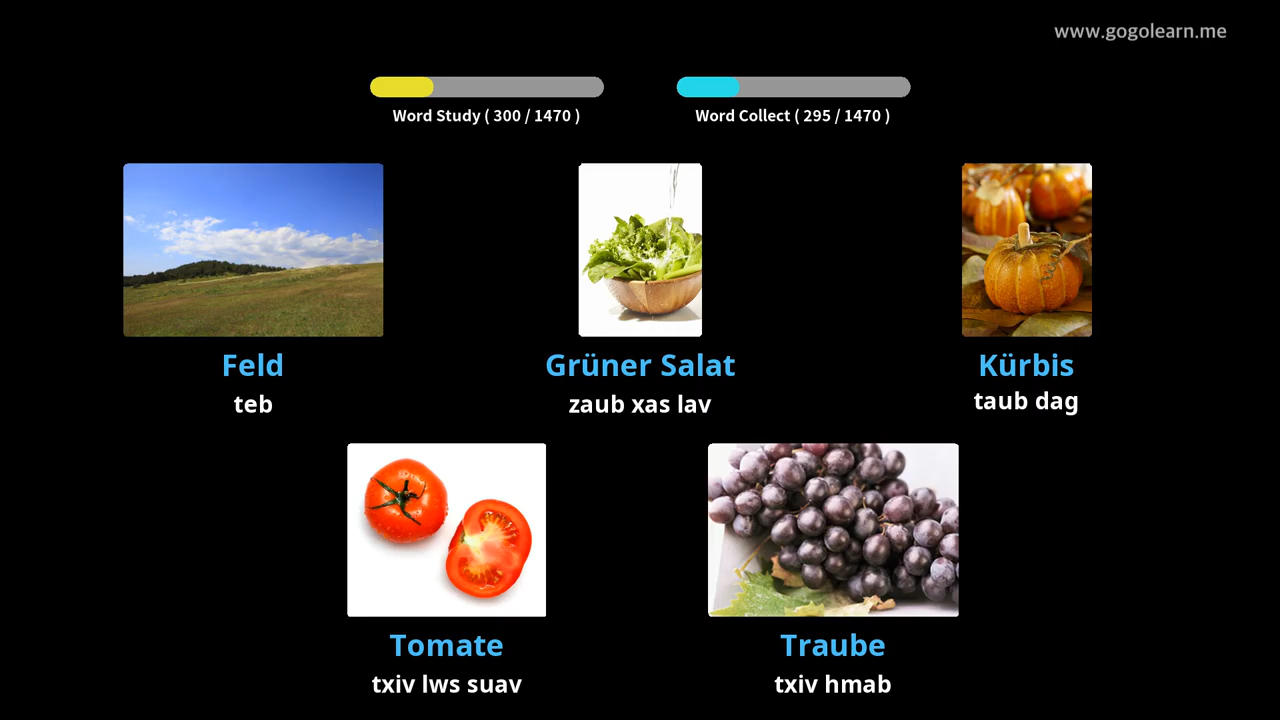 www.gogolearn.me
Word Study ( 300 / 1470 )
Word Collect ( 295 / 1470 )
Feld
teb
Grüner Salat
zaub xas lav
Kürbis
taub dag
Tomate
txiv lws suav
Traube
txiv hmab